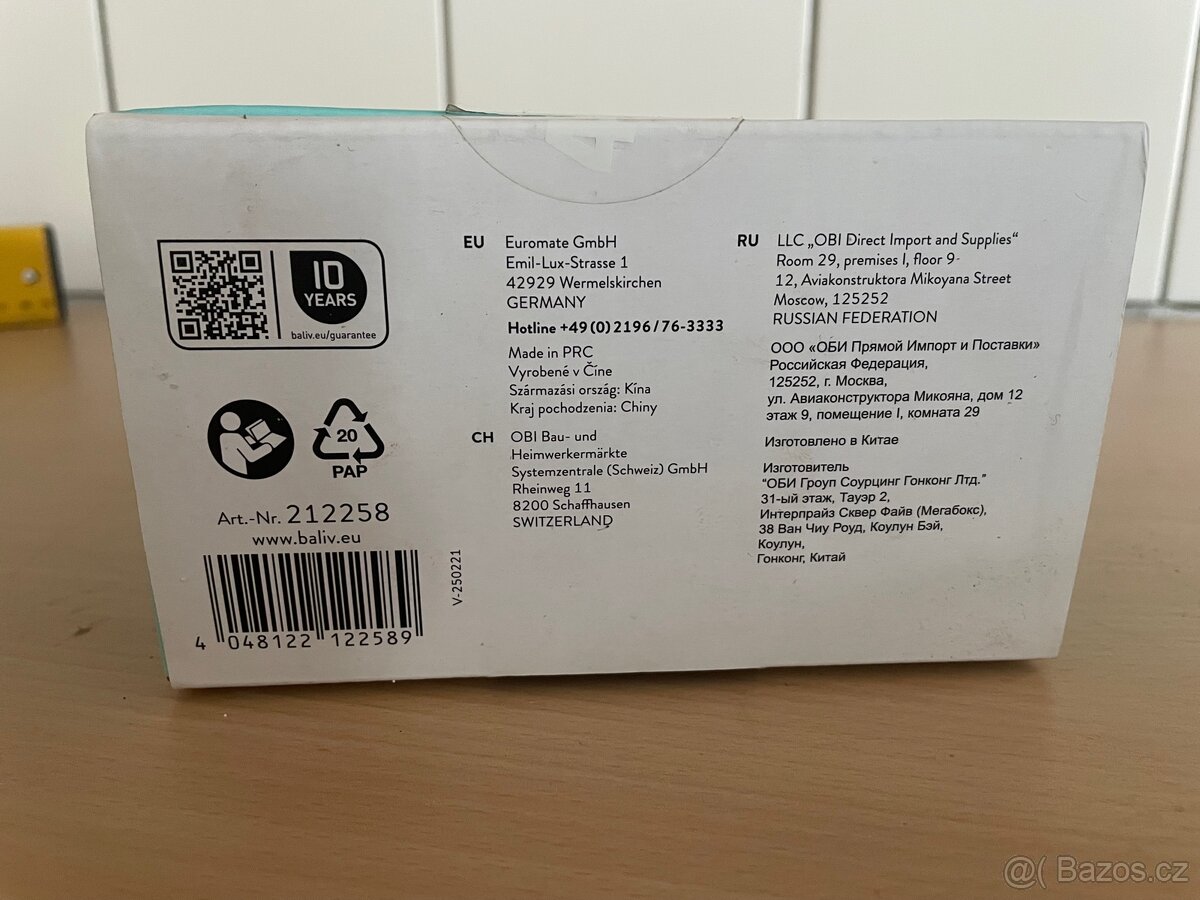 10
YEARS
baliv.eu/guarantee
20
PAP
Art.-Nr. 212258
www.baliv.eu
4 048122 122589
V-250221
EU Euromate GmbH
Emil-Lux-Strasse 1
42929 Wermelskirchen
GERMANY
Hotline +49 (0) 2196 / 76-3333
Made in PRC
Vyrobené v Číne
Származási ország: Kína
Kraj pochodzenia: Chiny
CH OBI Bau- und
Heimwerkermärkte
Systemzentrale (Schweiz) GmbH
Rheinweg 11
8200 Schaffhausen
SWITZERLAND
RU LLC „OBI Direct Import and Supplies“
Room 29, premises I, floor 9-
12, Aviakonstruktora Mikoyana Street
Moscow, 125252
RUSSIAN FEDERATION
ООО «ОБИ Прямой Импорт и Поставки»
Российская Федерация,
125252, г. Москва,
ул. Авиаконструктора Микояна, дом 12
этаж 9, помещение I, комната 29
Изготовлено в Китае
Изготовитель
"ОБИ Гроуп Соурцинг Гонконг Лтд."
31-ый этаж, Тауэр 2,
Интерпрайз Сквер Файв (Мегабокс),
38 Ван Чиу Роуд, Коулун Бэй,
Коулун,
Гонконг, Китай
@( Bazos.cz